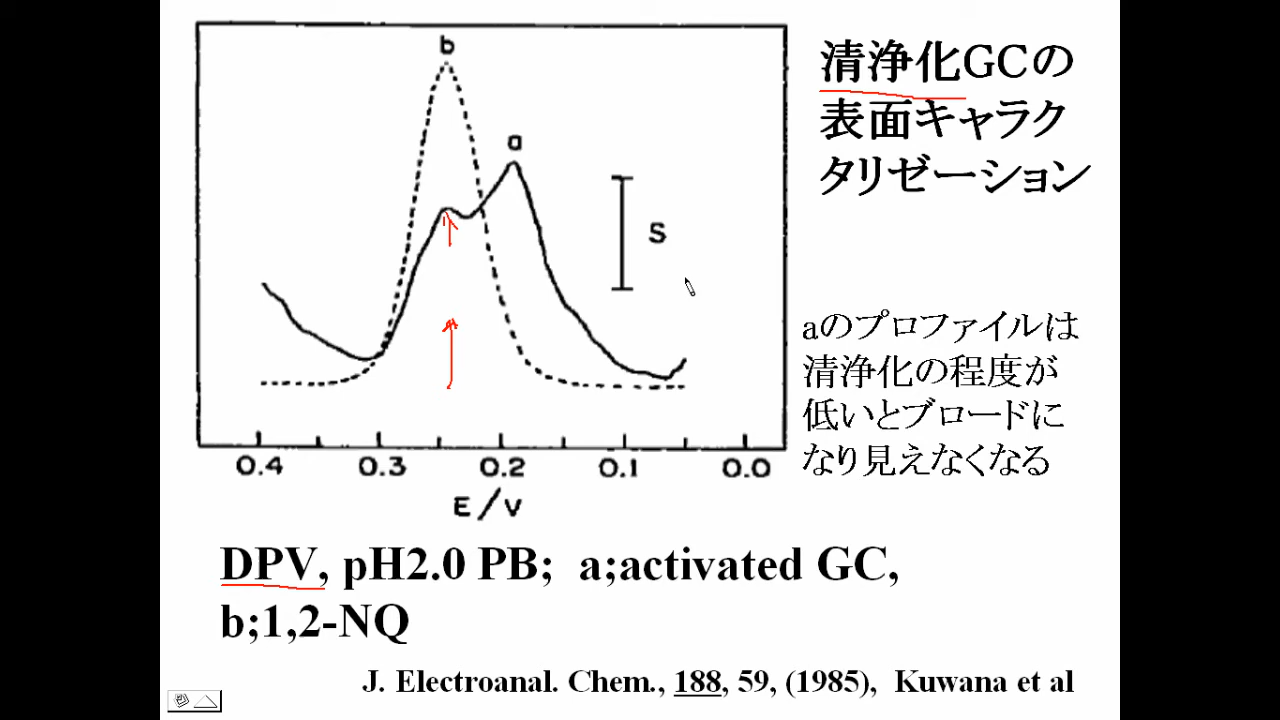 清浄化GCの
表面キャラク
タリゼーション
b
a
S
aのプロファイルは
清浄化の程度が
低いとブロードに
なり見えなくなる
0.4 0.3 0.2 0.1 0.0
E/V
DPV, pH2.0 PB; a;activated GC,
b;1,2-NQ
J. Electroanal. Chem., 188, 59, (1985), Kuwana et al